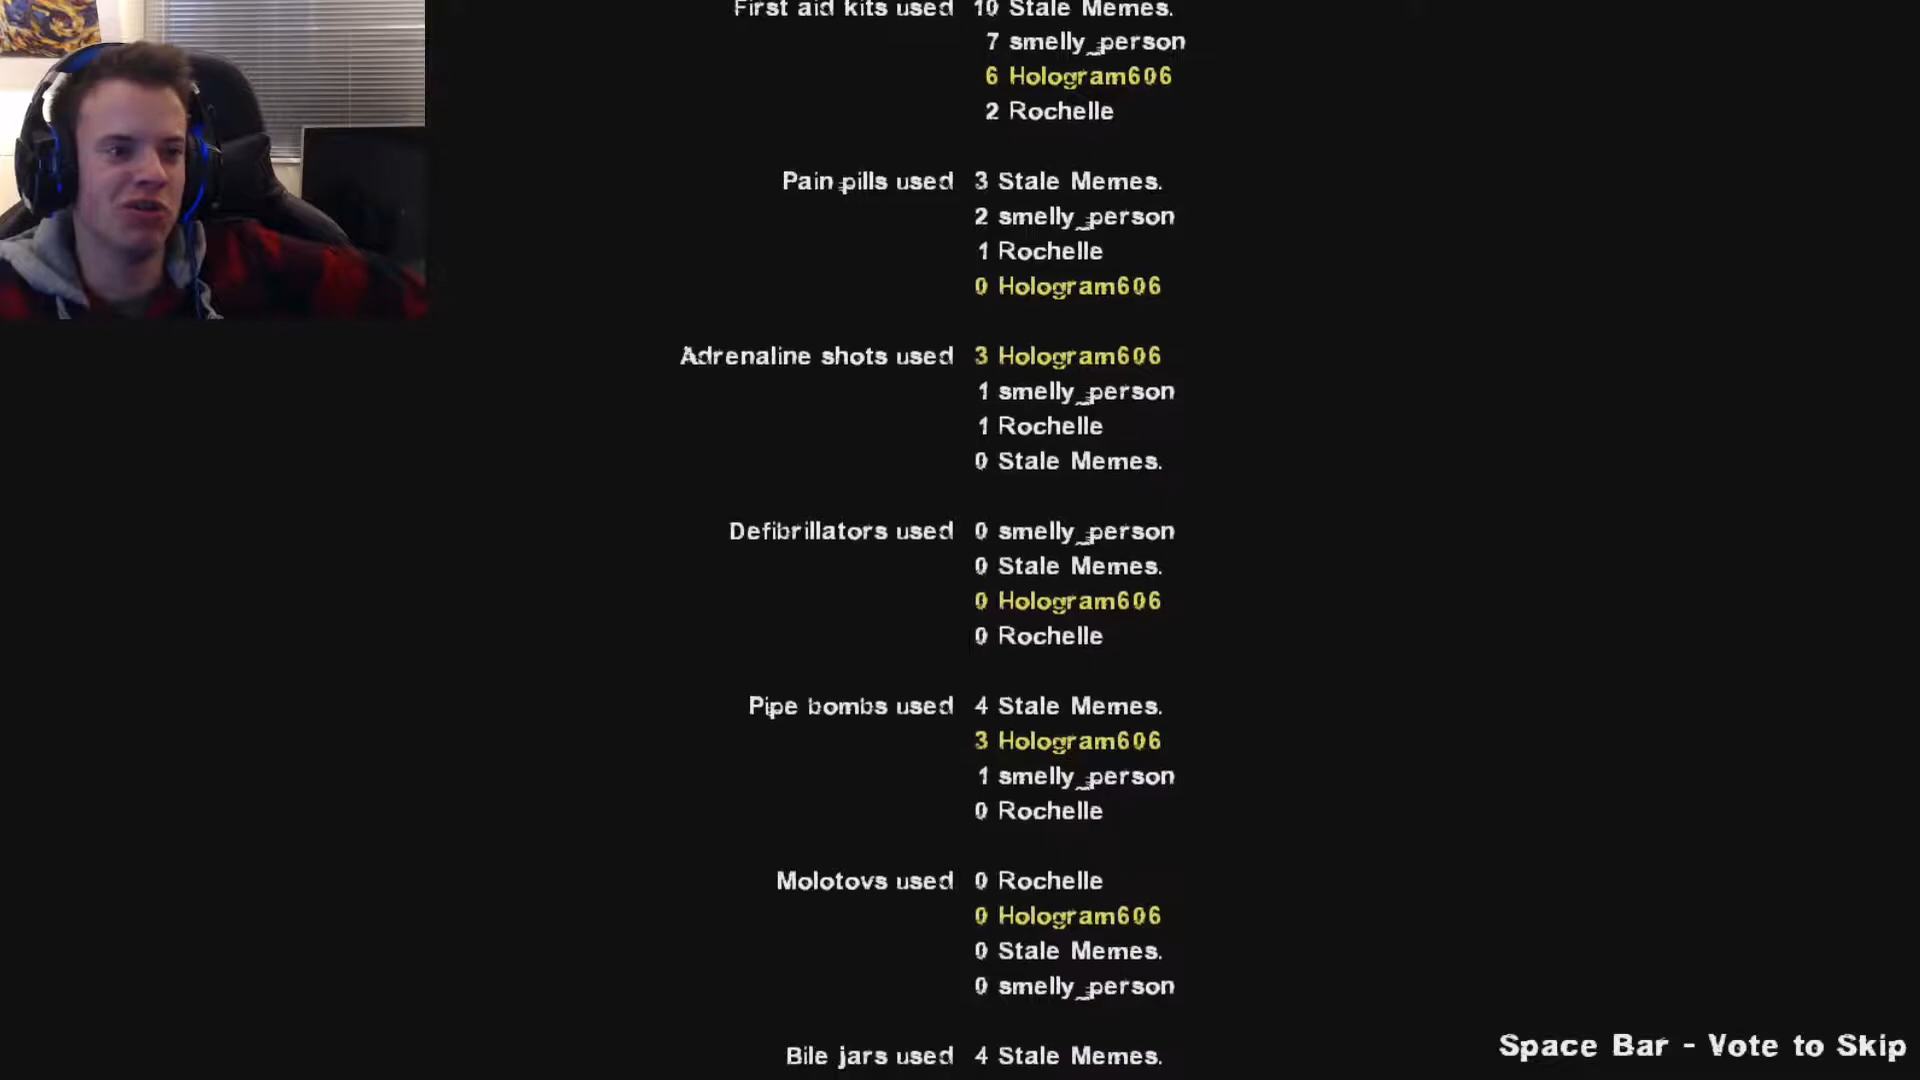 First aid kits used 10 Stale Memes.
7 smelly_person
6 Hologram606
2 Rochelle
Pain pills used 3 Stale Memes.
2 smelly_person
1 Rochelle
0 Hologram606
Adrenaline shots used 3 Hologram606
1 smelly_person
1 Rochelle
0 Stale Memes.
Defibrillators used 0 smelly_person
0 Stale Memes.
0 Hologram606
0 Rochelle
Pipe bombs used 4 Stale Memes.
3 Hologram606
1 smelly_person
0 Rochelle
Molotovs used 0 Rochelle
0 Hologram606
0 Stale Memes.
0 smelly_person
Bile jars used 4 Stale Memes.
Space Bar - Vote to Skip